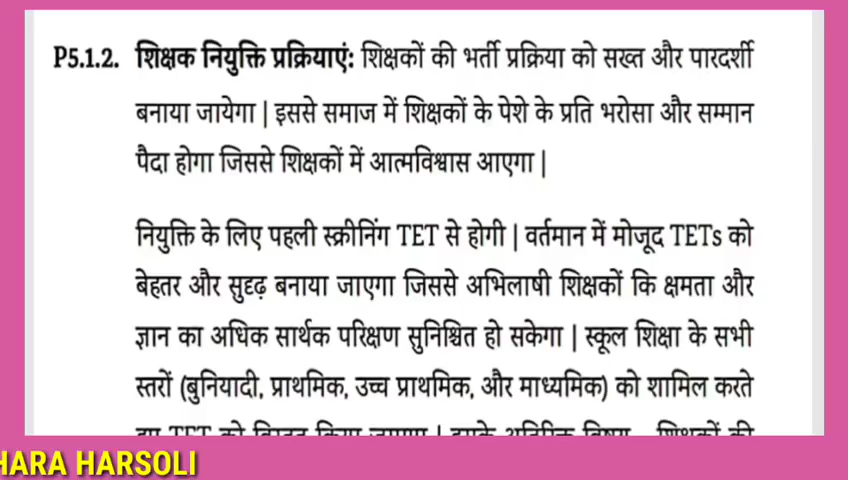 P5.1.2. शिक्षक नियुक्ति प्रक्रियाएं: शिक्षकों की भर्ती प्रक्रिया को सख्त और पारदर्शी
बनाया जायेगा | इससे समाज में शिक्षकों के पेशे के प्रति भरोसा और सम्मान
पैदा होगा जिससे शिक्षकों में आत्मविश्वास आएगा |
नियुक्ति के लिए पहली स्क्रीनिंग TET से होगी | वर्तमान में मोजूद TETs को
बेहतर और सुदृढ़ बनाया जाएगा जिससे अभिलाषी शिक्षकों कि क्षमता और
ज्ञान का अधिक सार्थक परिक्षण सुनिश्चित हो सकेगा | स्कूल शिक्षा के सभी
स्तरों (बुनियादी, प्राथमिक, उच्च प्राथमिक, और माध्यमिक) को शामिल करते
TET को
HARA HARSOLI